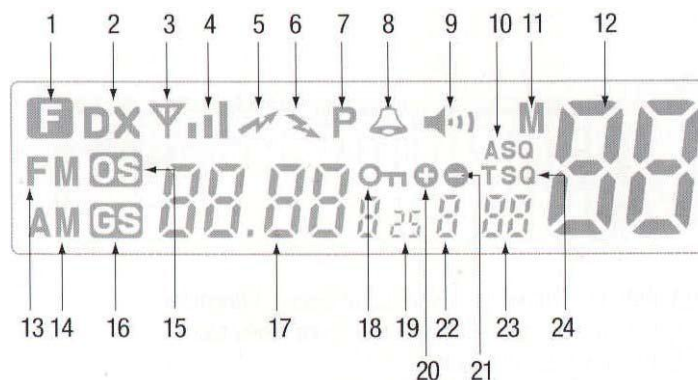 1 2 3 4 5 6 7 8 9 10 11 12
F DX P M
ASQ
FM OS 88.88 TSQ 88
AM GS 8 25 8 88
13 14 16 15 17 18 19 22 23 24
20 21